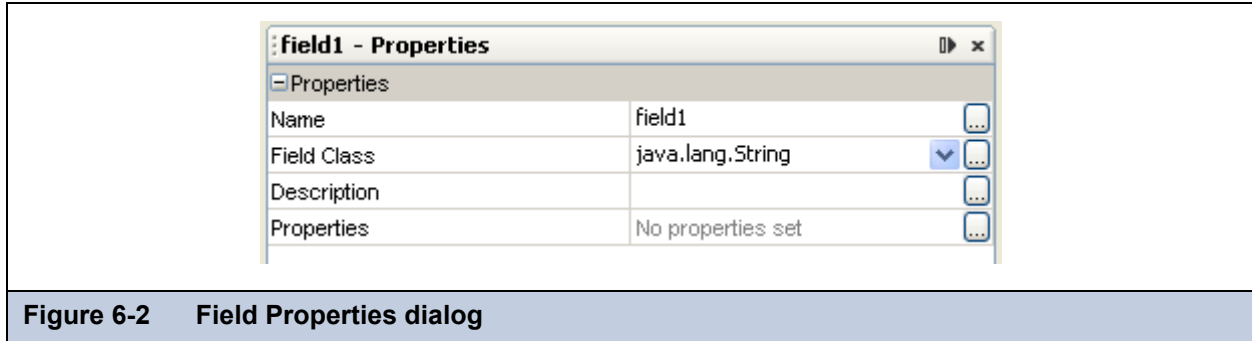 field1 - Properties
Properties
Name field1 ...
Field Class java.lang.String ...
Description ...
Properties No properties set ...
Figure 6-2 Field Properties dialog